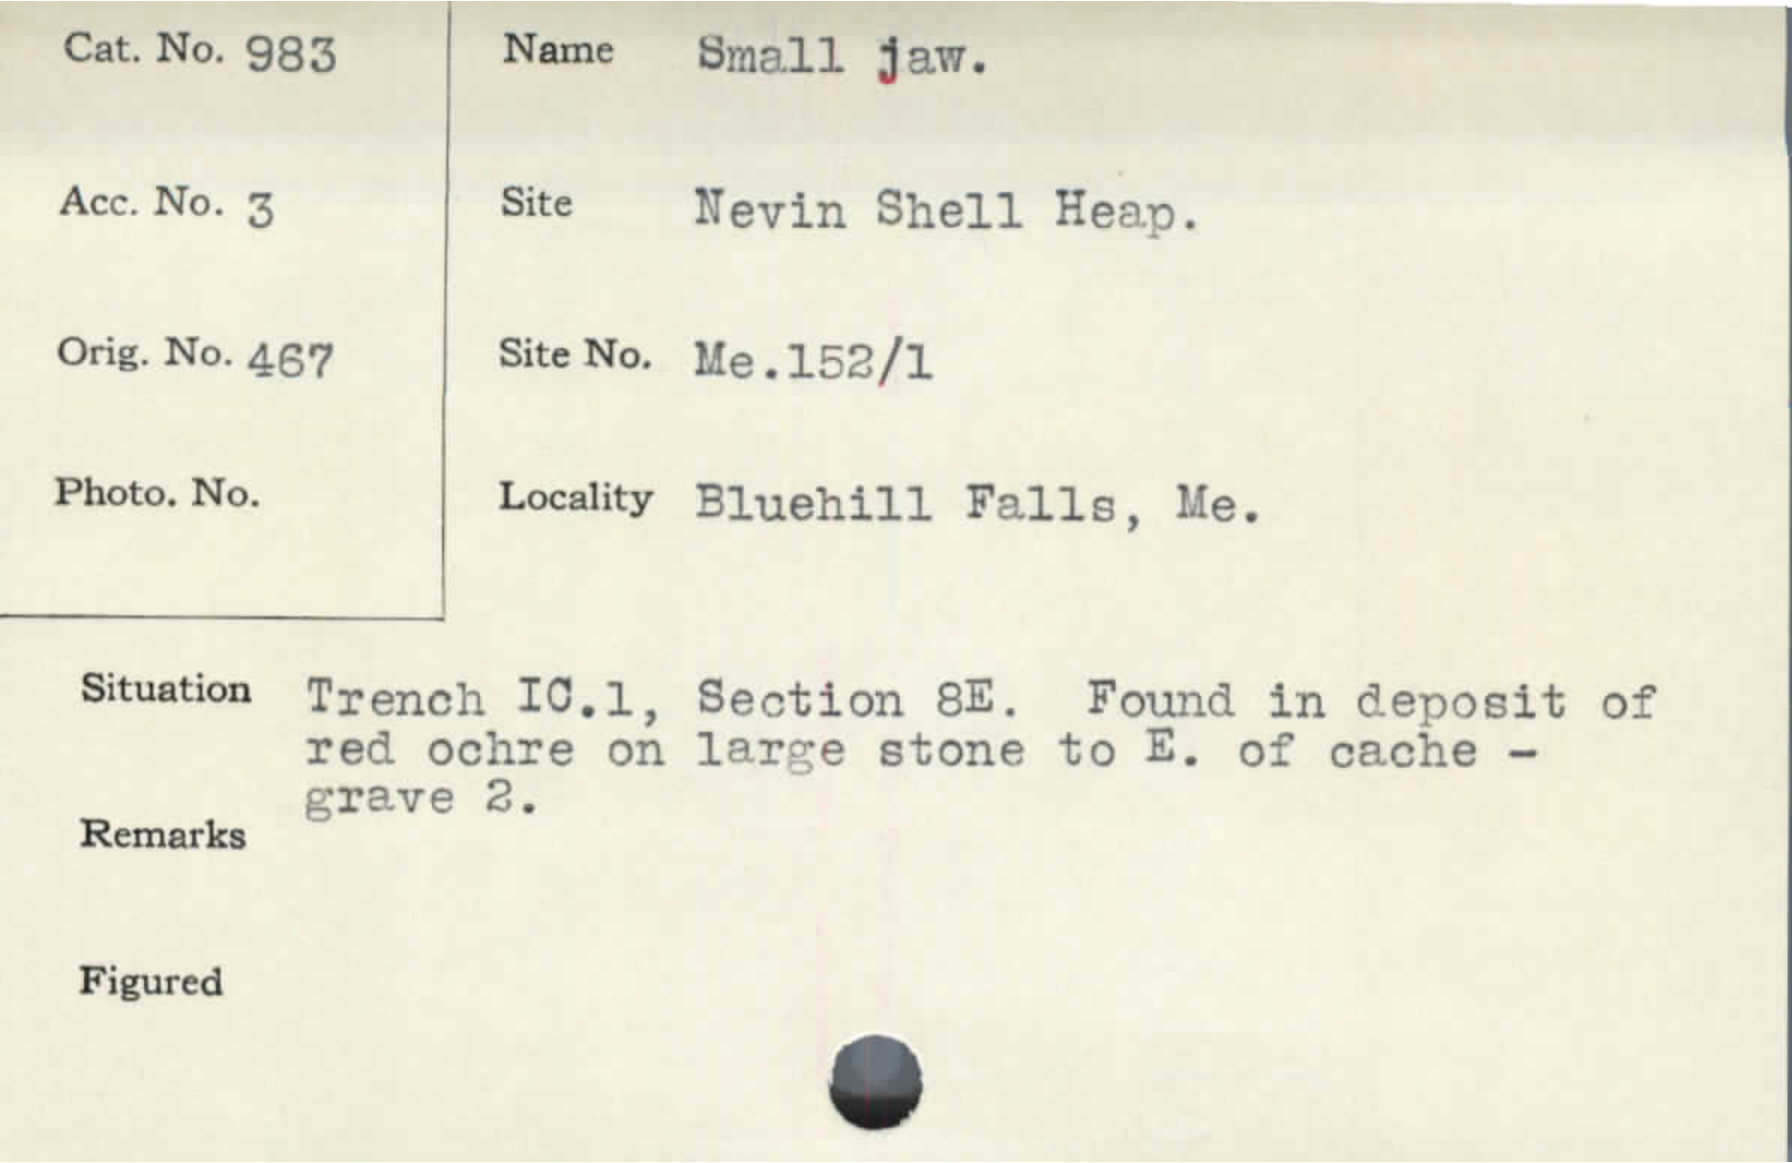 Cat. No. 983
Name Small jaw.
Acc. No. 3
Site Nevin Shell Heap.
Orig. No. 467
Site No. Me.152/1
Photo. No.
Locality Bluehill Falls, Me.
Situation Trench IC.1, Section 8E. Found in deposit of
red ochre on large stone to E. of cache -
grave 2.
Remarks
Figured